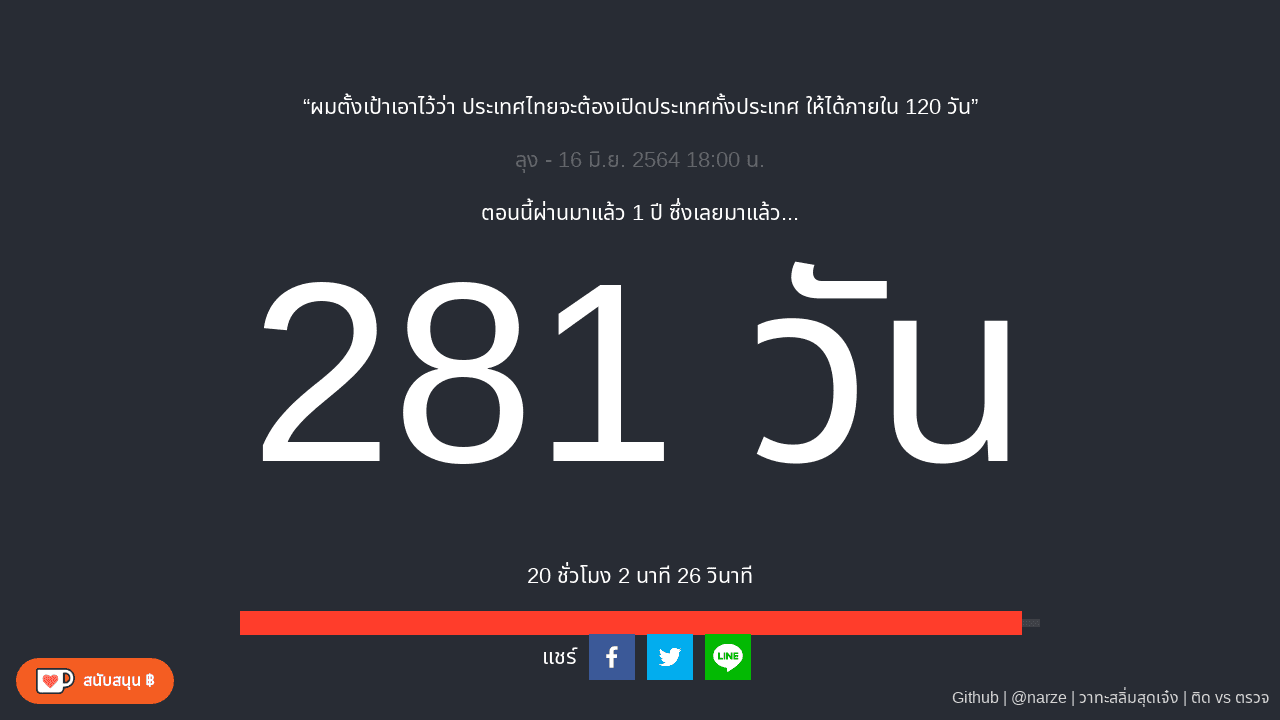 “ผมตั้งเป้าเอาไว้ว่า ประเทศไทยจะต้องเปิดประเทศทั้งประเทศ ให้ได้ภายใน 120 วัน”
ลุง - 16 มิ.ย. 2564 18:00 น.
ตอนนี้ผ่านมาแล้ว 1 ปี ซึ่งเลยมาแล้ว...
281 วัน
20 ชั่วโมง 2 นาที 26 วินาที
แชร์
LINE
สนับสนุน ฿
Github | @narze | วาทะสลิ่มสุดเจ๋ง | ติด vs ตรวจ